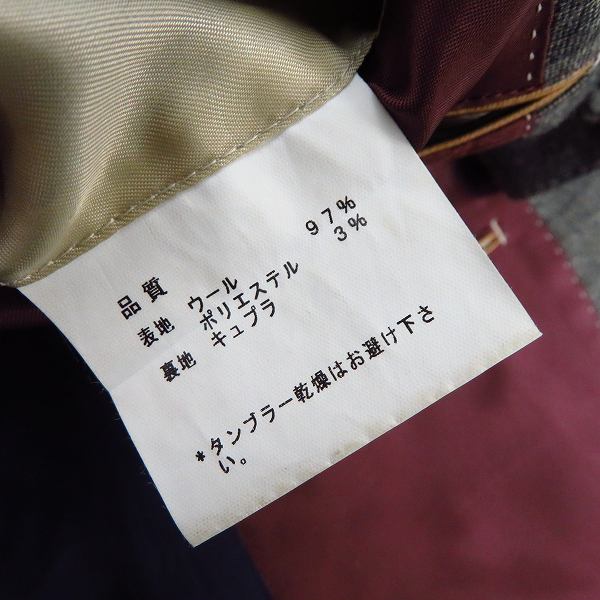 品質
表地 ウール 97%
ポリエステル 3%
裏地 キュプラ
*タンブラー乾燥はお避け下さ
い。